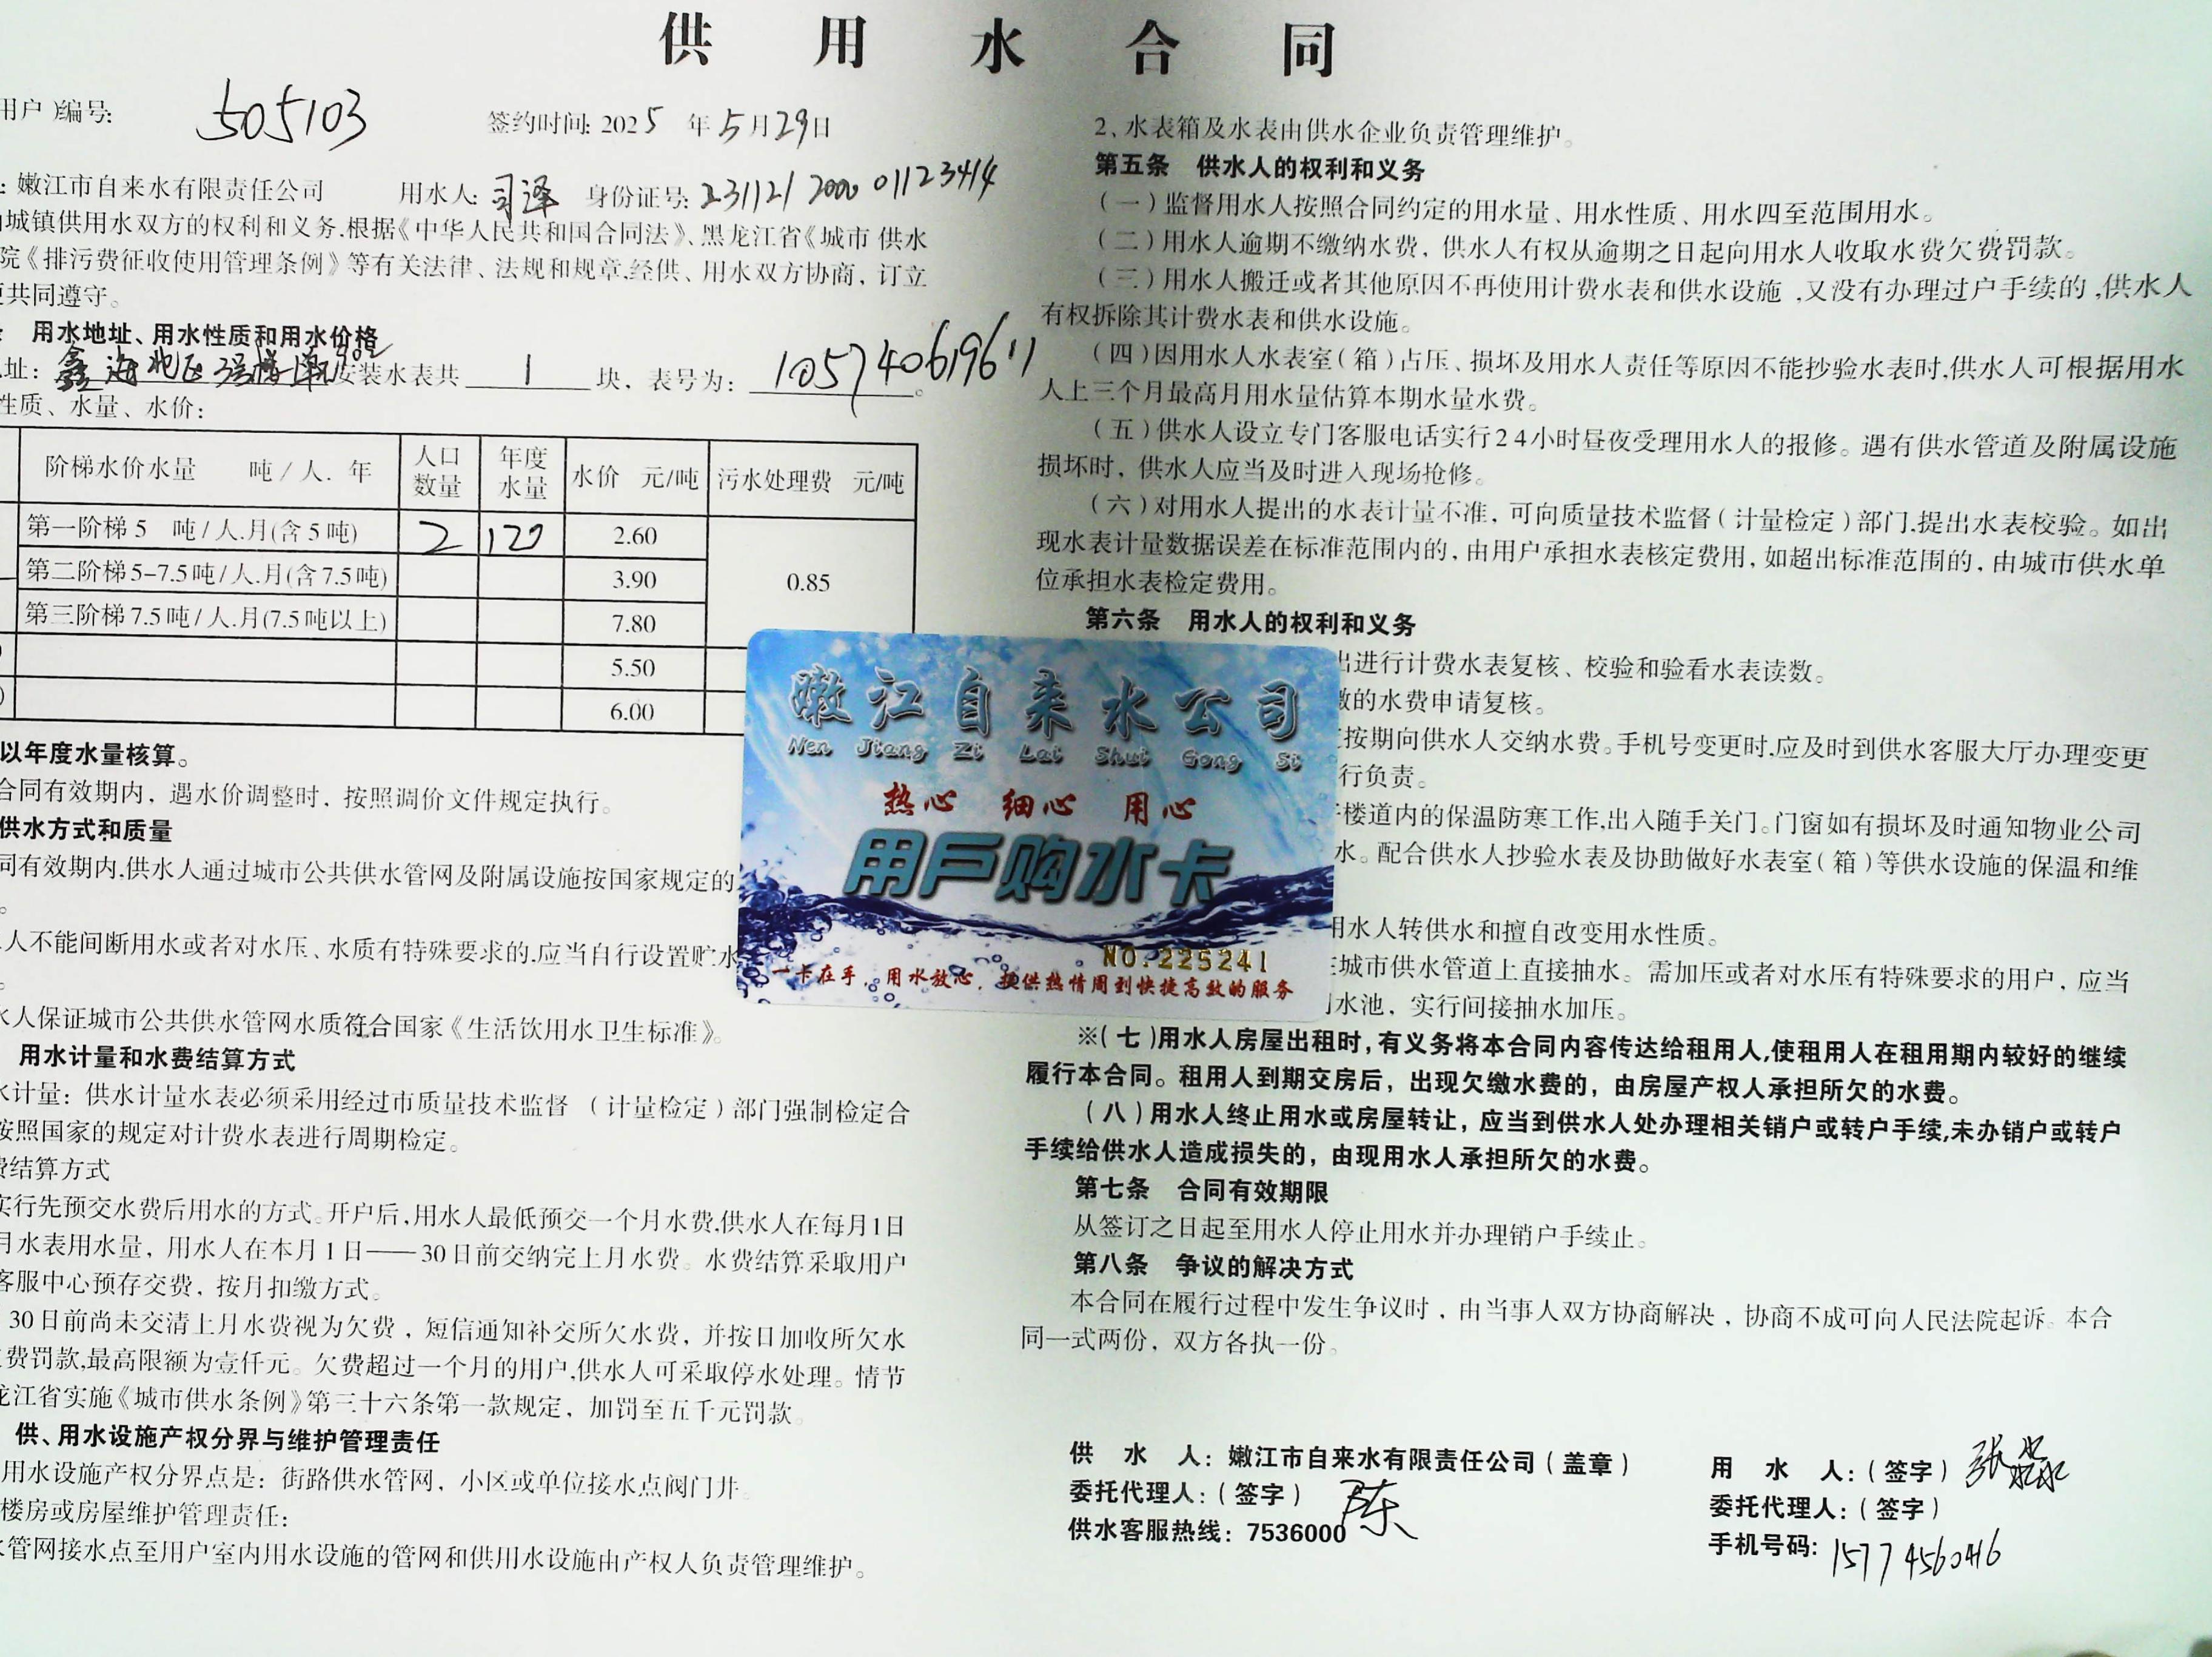 供用水合同
用户)编号: 505103 签约时间: 2025年5月29日
: 嫩江市自来水有限责任公司 用水人: 司泽 身份证号: 231121200001123414
城镇供用水双方的权利和义务,根据《中华人民共和国合同法》、黑龙江省《城市供水
院《排污费征收使用管理条例》等有关法律、法规和规章,经供、用水双方协商，订立
共同遵守。
用水地址、用水性质和用水价格
址: 鑫海北区3号楼1单元902 安装水表共 1 块，表号为: 105740619611。
性质、水量、水价:
阶梯水价水量 吨/人.年 人口数量 年度水量 水价 元/吨 污水处理费 元/吨
第一阶梯5 吨/人.月(含5吨) 2 120 2.60
第二阶梯5-7.5吨/人.月(含7.5吨) 3.90 0.85
第三阶梯7.5吨/人.月(7.5吨以上) 7.80
5.50
6.00
以年度水量核算。
合同有效期内，遇水价调整时，按照调价文件规定执行。
供水方式和质量
同有效期内,供水人通过城市公共供水管网及附属设施按国家规定的
。
人不能间断用水或者对水压、水质有特殊要求的,应当自行设置贮水
。
水人保证城市公共供水管网水质符合国家《生活饮用水卫生标准》。
用水计量和水费结算方式
水计量：供水计量水表必须采用经过市质量技术监督（计量检定）部门强制检定合
按照国家的规定对计费水表进行周期检定。
费结算方式
实行先预交水费后用水的方式。开户后,用水人最低预交一个月水费,供水人在每月1日
月水表用水量，用水人在本月1日——30日前交纳完上月水费。水费结算采取用户
客服中心预存交费，按月扣缴方式。
30日前尚未交清上月水费视为欠费，短信通知补交所欠水费，并按日加收所欠水
费罚款,最高限额为壹仟元。欠费超过一个月的用户,供水人可采取停水处理。情节
龙江省实施《城市供水条例》第三十六条第一款规定，加罚至五千元罚款。
供、用水设施产权分界与维护管理责任
用水设施产权分界点是：街路供水管网，小区或单位接水点阀门井。
楼房或房屋维护管理责任:
水管网接水点至用户室内用水设施的管网和供用水设施由产权人负责管理维护。
2、水表箱及水表由供水企业负责管理维护。
第五条 供水人的权利和义务
（一）监督用水人按照合同约定的用水量、用水性质、用水四至范围用水。
（二）用水人逾期不缴纳水费，供水人有权从逾期之日起向用水人收取水费欠费罚款。
（三）用水人搬迁或者其他原因不再使用计费水表和供水设施,又没有办理过户手续的,供水人
有权拆除其计费水表和供水设施。
（四）因用水人水表室（箱）占压、损坏及用水人责任等原因不能抄验水表时,供水人可根据用水
人上三个月最高月用水量估算本期水量水费。
（五）供水人设立专门客服电话实行24小时昼夜受理用水人的报修。遇有供水管道及附属设施
损坏时，供水人应当及时进入现场抢修。
（六）对用水人提出的水表计量不准，可向质量技术监督（计量检定）部门,提出水表校验。如出
现水表计量数据误差在标准范围内的，由用户承担水表核定费用，如超出标准范围的，由城市供水单
位承担水表检定费用。
第六条 用水人的权利和义务
出进行计费水表复核、校验和验看水表读数。
缴的水费申请复核。
按期向供水人交纳水费。手机号变更时,应及时到供水客服大厅办理变更
行负责。
楼道内的保温防寒工作,出入随手关门。门窗如有损坏及时通知物业公司
水。配合供水人抄验水表及协助做好水表室（箱）等供水设施的保温和维
用水人转供水和擅自改变用水性质。
城市供水管道上直接抽水。需加压或者对水压有特殊要求的用户，应当
水池，实行间接抽水加压。
※（七）用水人房屋出租时，有义务将本合同内容传达给租用人,使租用人在租用期内较好的继续
履行本合同。租用人到期交房后，出现欠缴水费的，由房屋产权人承担所欠的水费。
（八）用水人终止用水或房屋转让，应当到供水人处办理相关销户或转户手续,未办销户或转户
手续给供水人造成损失的，由现用水人承担所欠的水费。
第七条 合同有效期限
从签订之日起至用水人停止用水并办理销户手续止。
第八条 争议的解决方式
本合同在履行过程中发生争议时，由当事人双方协商解决，协商不成可向人民法院起诉。本合
同一式两份，双方各执一份。
供水人：嫩江市自来水有限责任公司（盖章）
委托代理人：（签字） 陈
供水客服热线：7536000
用水人：（签字） 张淼
委托代理人：（签字）
手机号码: 15774560416
嫩江自来水公司
Nen Jiang Zi Lai Shui Gong Si
热心 细心 用心
用户购水卡
NO.225241
一卡在手，用水放心，提供热情周到快捷高效的服务